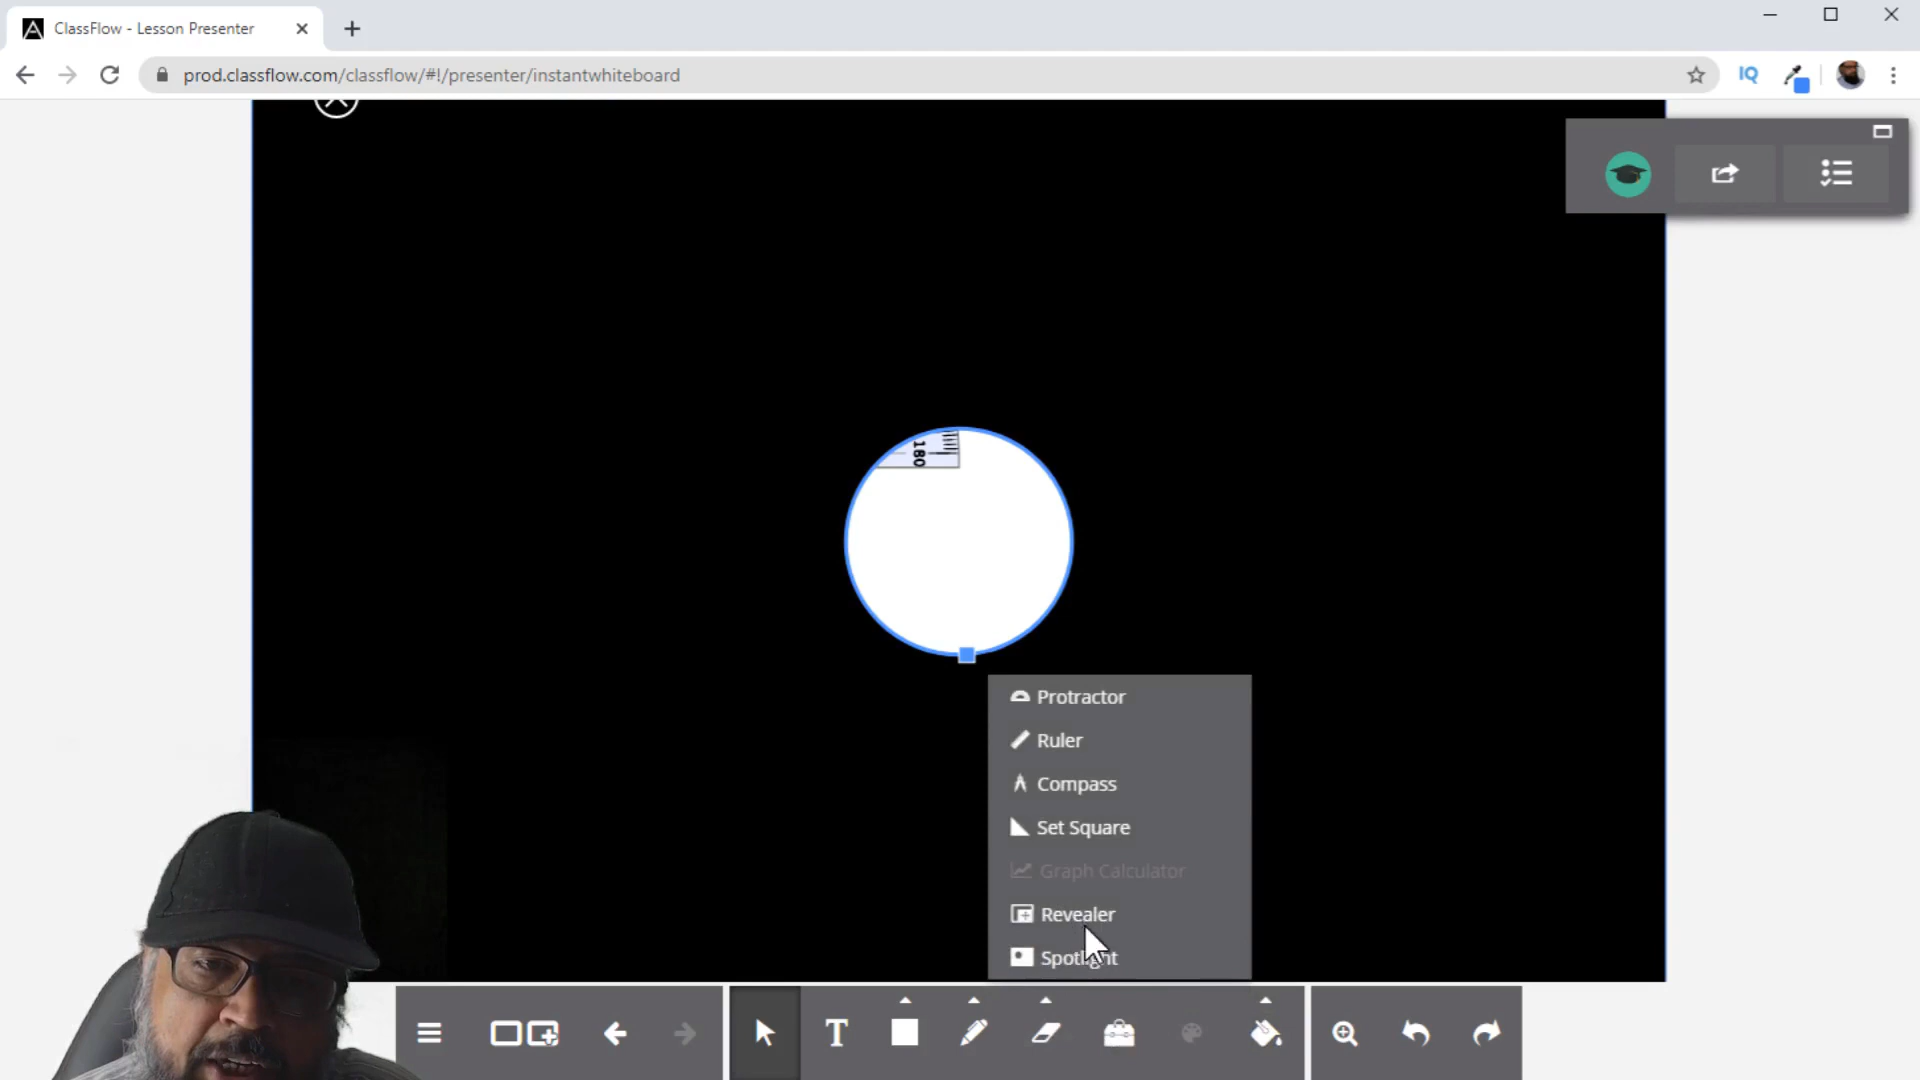 ClassFlow - Lesson Presenter
prod.classflow.com/classflow/#!/presenter/instantwhiteboard
IQ
180
Protractor
Ruler
Compass
Set Square
Graph Calculator
Revealer
Spotlight
T